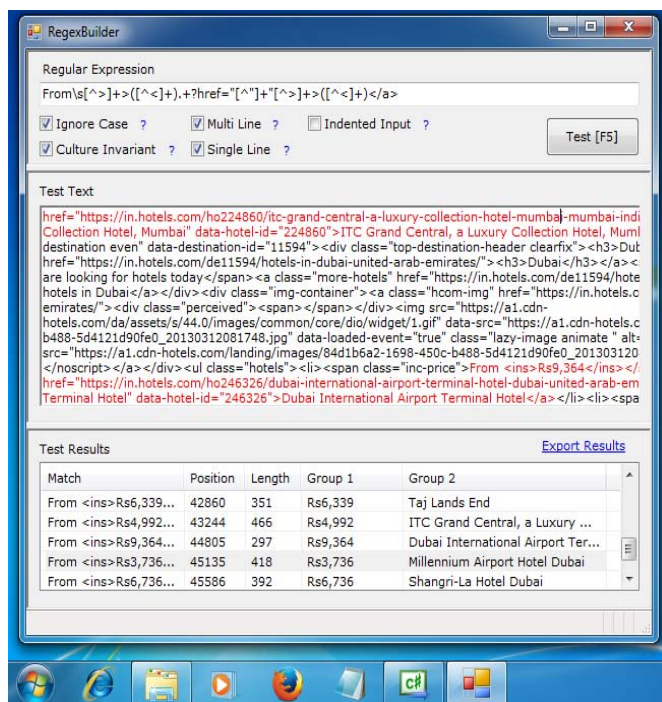 RegexBuilder
Regular Expression
From\s[^>]+>([^<]+).+?href="[^"]+"[^>]+>([^<]+)</a>
Ignore Case ? Multi Line ? Indented Input ?
Culture Invariant ? Single Line ?
Test [F5]
Test Text
href="https://in.hotels.com/ho224860/itc-grand-central-a-luxury-collection-hotel-mumbai-mumbai-indi
Collection Hotel, Mumbai" data-hotel-id="224860">ITC Grand Central, a Luxury Collection Hotel, Muml
destination even" data-destination-id="11594"><div class="top-destination-header clearfix"><h3>Dub
href="https://in.hotels.com/de11594/hotels-in-dubai-united-arab-emirates/"><h3>Dubai</h3></a><s
are looking for hotels today</span><a class="more-hotels" href="https://in.hotels.com/de11594/hote
hotels in Dubai</a></div><div class="img-container"><a class="hcom-img" href="https://in.hotels.c
emirates/"><div class="perceived"><span></span></div><img src="https://a1.cdn-
hotels.com/da/assets/s/44.0/images/common/core/dio/widget/1.gif" data-src="https://a1.cdn-hotels.c
b488-5d4121d90fe0_20130312081748.jpg" data-loaded-event="true" class="lazy-image animate " alt=
src="https://a1.cdn-hotels.com/landing/images/84d1b6a2-1698-450c-b488-5d4121d90fe0_201303120
</noscript></a></div><ul class="hotels"><li><span class="inc-price">From <ins>Rs9,364</ins></
href="https://in.hotels.com/ho246326/dubai-international-airport-terminal-hotel-dubai-united-arab-em
Terminal Hotel" data-hotel-id="246326">Dubai International Airport Terminal Hotel</a></li><li><spa
Test Results
Export Results
Match Position Length Group 1 Group 2
From <ins>Rs6,339... 42860 351 Rs6,339 Taj Lands End
From <ins>Rs4,992... 43244 466 Rs4,992 ITC Grand Central, a Luxury ...
From <ins>Rs9,364... 44805 297 Rs9,364 Dubai International Airport Ter...
From <ins>Rs3,736... 45135 418 Rs3,736 Millennium Airport Hotel Dubai
From <ins>Rs6,736... 45586 392 Rs6,736 Shangri-La Hotel Dubai
C#